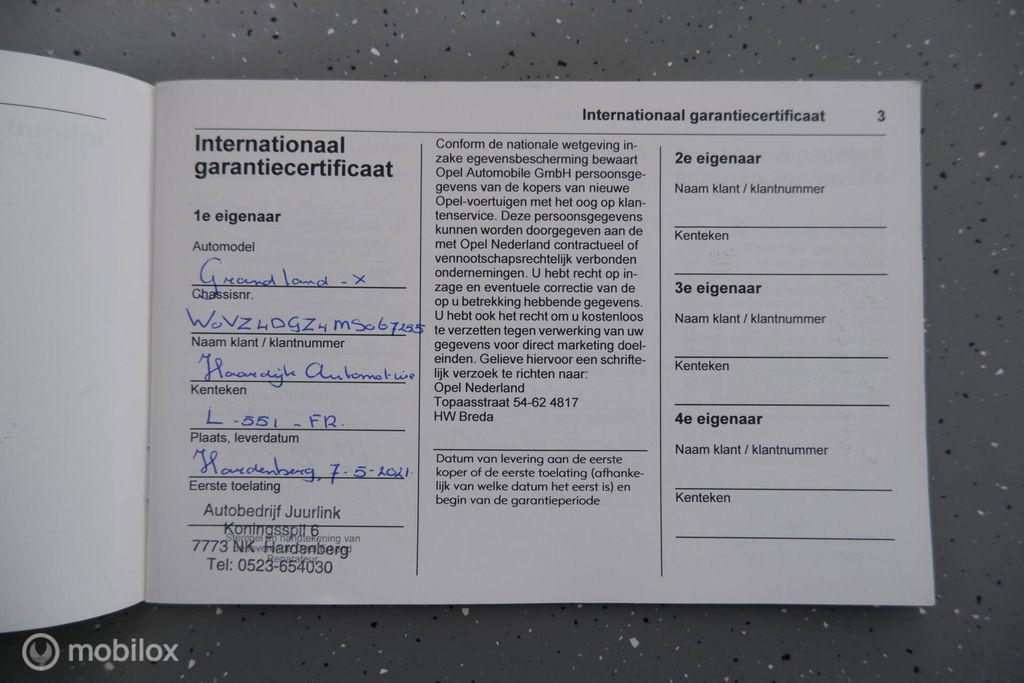 Internationaal garantiecertificaat 3
Internationaal
garantiecertificaat
1e eigenaar
Automodel
Grandland - X
Chassisnr.
W0VZ4DGZ4MS067255
Naam klant / klantnummer
Haardijk Automotive
Kenteken
L - 551 - FR
Plaats, leverdatum
Hardenberg, 7-5-2021
Eerste toelating
Autobedrijf Juurlink
Koningsspil 6
Stempel en handtekening van
7773 NK Hardenberg
Reparateur
Tel: 0523-654030
Conform de nationale wetgeving in-
zake egevensbescherming bewaart
Opel Automobile GmbH persoonsge-
gevens van de kopers van nieuwe
Opel-voertuigen met het oog op klan-
tenservice. Deze persoonsgegevens
kunnen worden doorgegeven aan de
met Opel Nederland contractueel of
vennootschapsrechtelijk verbonden
ondernemingen. U hebt recht op in-
zage en eventuele correctie van de
op u betrekking hebbende gegevens.
U hebt ook het recht om u kostenloos
te verzetten tegen verwerking van uw
gegevens voor direct marketing doel-
einden. Gelieve hiervoor een schrifte-
lijk verzoek te richten naar:
Opel Nederland
Topaasstraat 54-62 4817
HW Breda
Datum van levering aan de eerste
koper of de eerste toelating (afhanke-
lijk van welke datum het eerst is) en
begin van de garantieperiode
2e eigenaar
Naam klant / klantnummer
Kenteken
3e eigenaar
Naam klant / klantnummer
Kenteken
4e eigenaar
Naam klant / klantnummer
Kenteken
mobilox